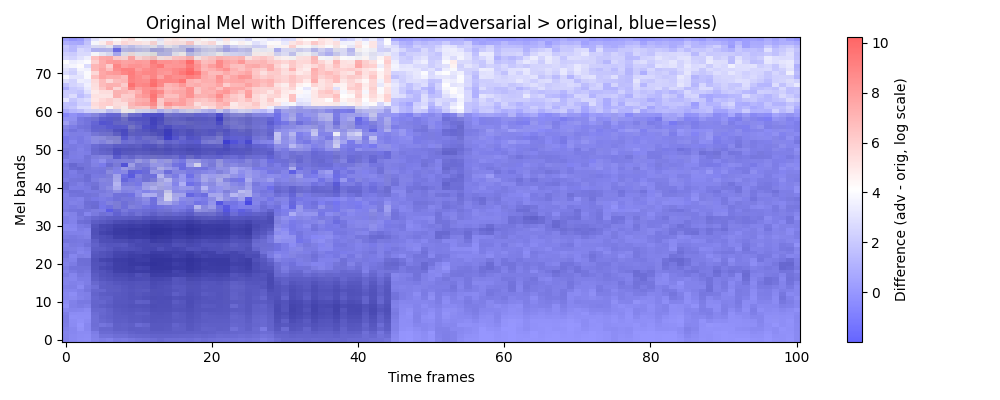 Original Mel with Differences (red=adversarial > original, blue=less)
70
60
50
40
30
20
10
0
Mel bands
0 20 40 60 80 100
Time frames
10
8
6
4
2
0
Difference (adv - orig, log scale)